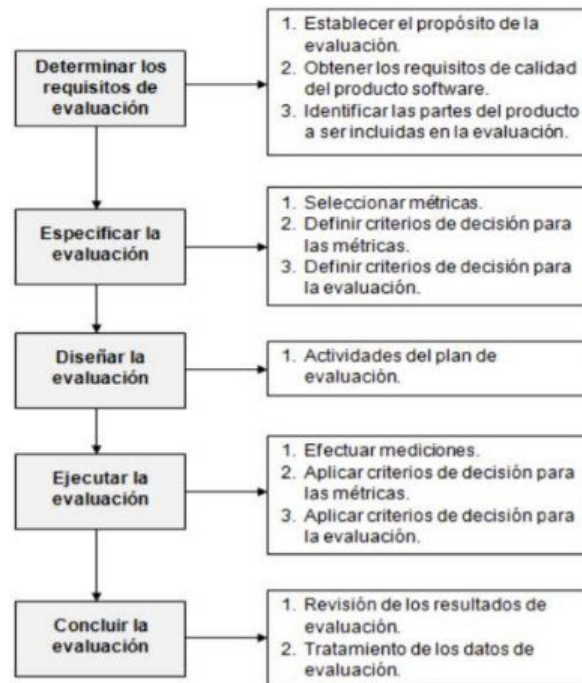 Determinar los
requisitos de
evaluación
1. Establecer el propósito de la
evaluación.
2. Obtener los requisitos de calidad
del producto software.
3. Identificar las partes del producto
a ser incluidas en la evaluación.
Especificar la
evaluación
1. Seleccionar métricas.
2. Definir criterios de decisión para
las métricas.
3. Definir criterios de decisión para
la evaluación.
Diseñar la
evaluación
1. Actividades del plan de
evaluación.
Ejecutar la
evaluación
1. Efectuar mediciones.
2. Aplicar criterios de decisión para
las métricas.
3. Aplicar criterios de decisión para
la evaluación.
Concluir la
evaluación
1. Revisión de los resultados de
evaluación.
2. Tratamiento de los datos de
evaluación.